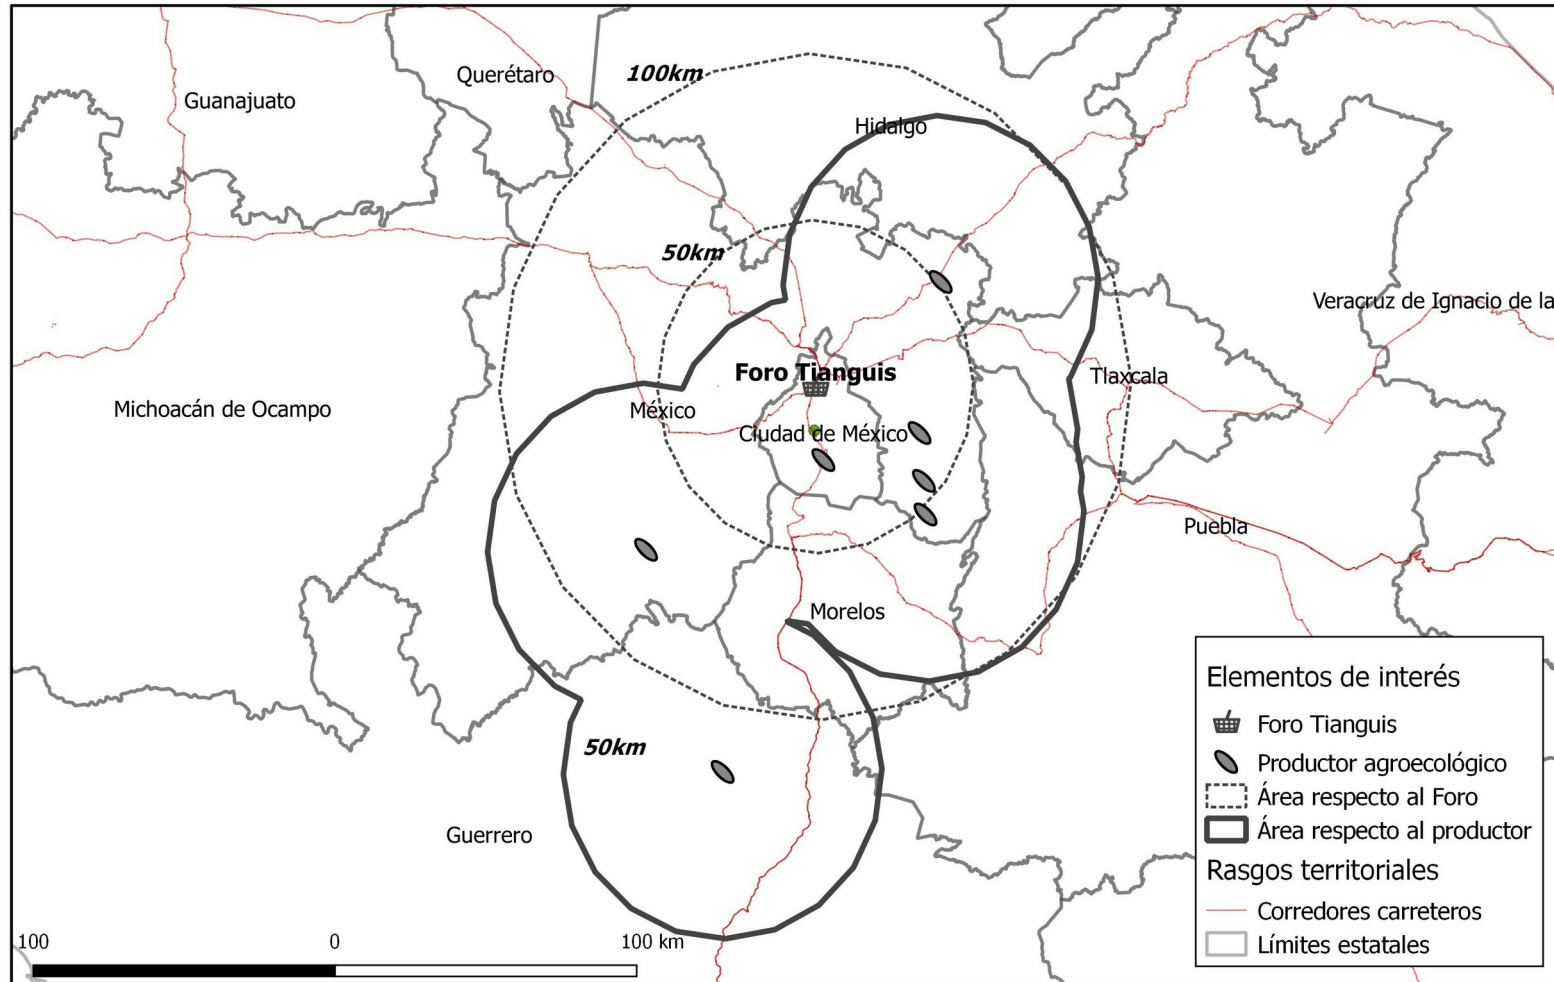 100km
Querétaro
Guanajuato
Hidalgo
50km
Veracruz de Ignacio de la
Foro Tianguis
Tlaxcala
México
Michoacán de Ocampo
Ciudad de México
Puebla
Morelos
50km
Guerrero
Elementos de interés
Foro Tianguis
Productor agroecológico
Área respecto al Foro
Área respecto al productor
Rasgos territoriales
Corredores carreteros
Límites estatales
100 0 100 km